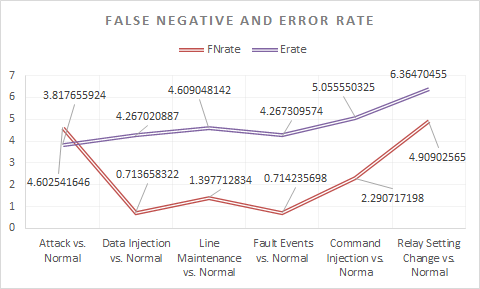 FALSE NEGATIVE AND ERROR RATE
FNrate Erate
7
6
5
4
3
2
1
0
3.817655924
4.267020887
4.609048142
4.267309574
5.055550325
6.36470455
4.602541646
0.713658322
1.397712834
0.714235698
2.290717198
4.90902565
Attack vs.
Normal
Data Injection
vs. Normal
Line
Maintenance
vs. Normal
Fault Events
vs. Normal
Command
Injection vs.
Norma
Relay Setting
Change vs.
Normal